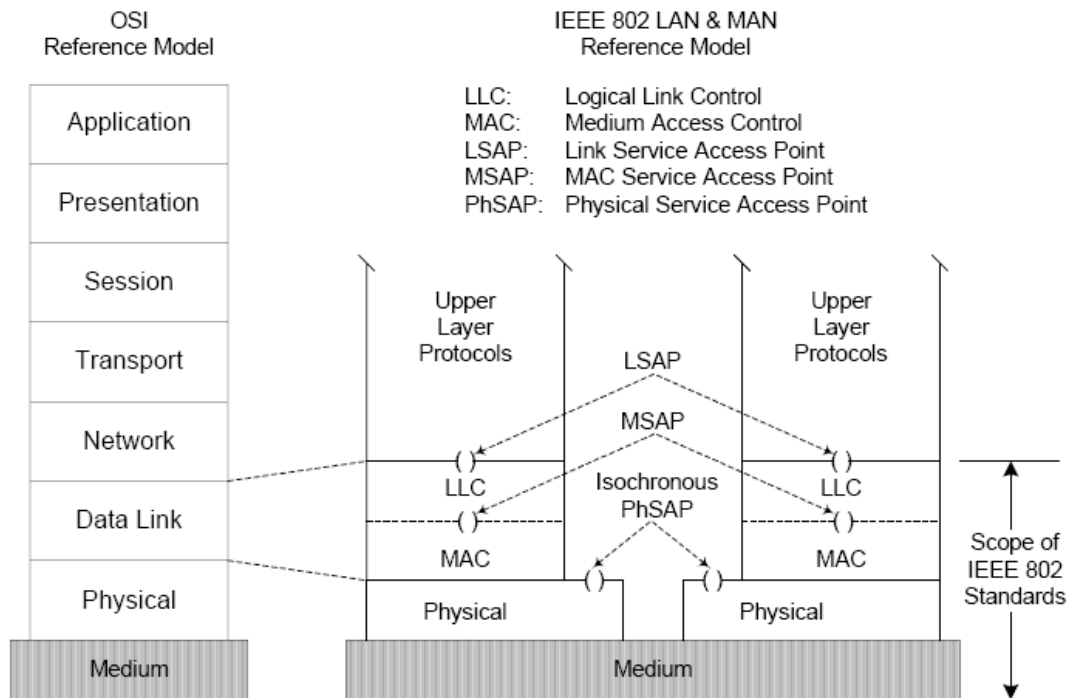 OSI
Reference Model
IEEE 802 LAN & MAN
Reference Model
LLC: Logical Link Control
MAC: Medium Access Control
LSAP: Link Service Access Point
MSAP: MAC Service Access Point
PhSAP: Physical Service Access Point
Application
Presentation
Session
Transport
Network
Data Link
Physical
Medium
Upper
Layer
Protocols
LSAP
MSAP
Isochronous
PhSAP
Upper
Layer
Protocols
LLC
MAC
Physical
LLC
MAC
Physical
Medium
Scope of
IEEE 802
Standards